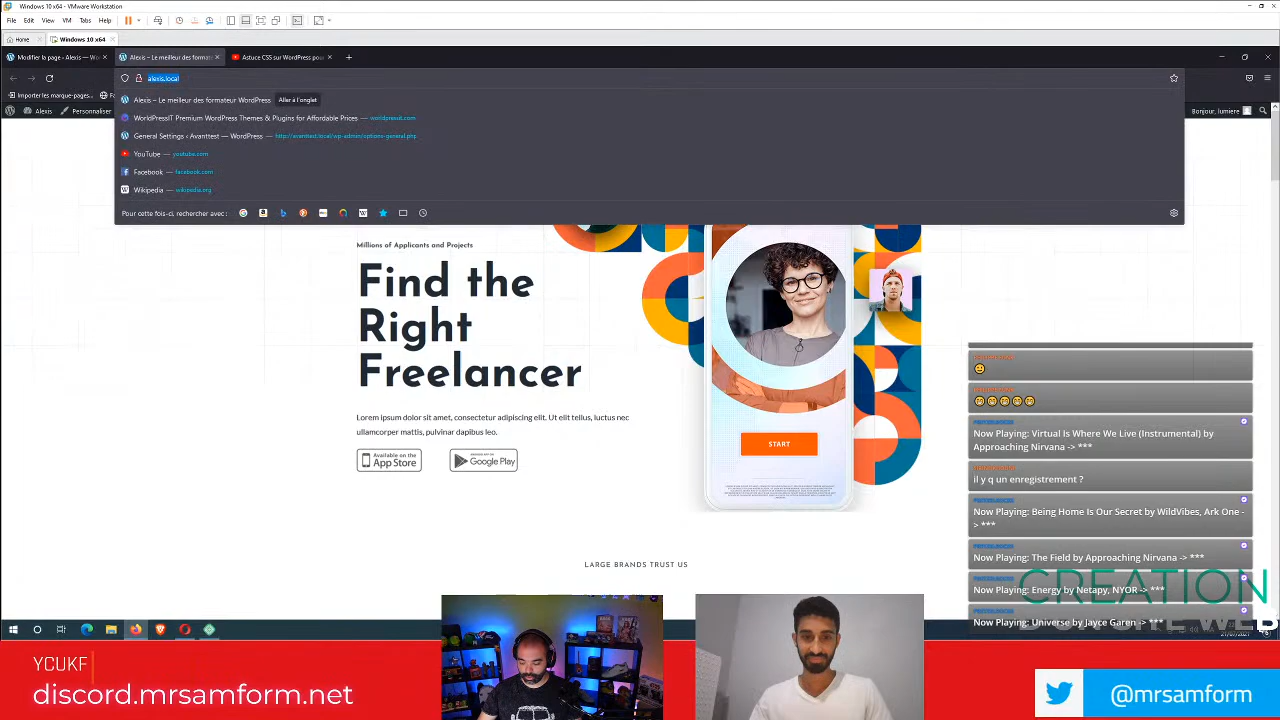 Windows 10 x64 - VMware Workstation
File Edit View VM Tabs Help
Home Windows 10 x64
Modifier la page - Alexis — Wo
Alexis – Le meilleur des formate
Astuce CSS sur WordPress pou
alexis.local
Importer les marque-pages...
Alexis – Le meilleur des formateur WordPress Aller à l'onglet
Alexis Personnaliser
Bonjour, lumiere
WorldPressIT Premium WordPress Themes & Plugins for Affordable Prices — worldpressit.com
General Settings ‹ Avanttest — WordPress — http://avanttest.local/wp-admin/options-general.php
YouTube — youtube.com
Facebook — facebook.com
Wikipedia — wikipedia.org
Pour cette fois-ci, rechercher avec :
Millions of Applicants and Projects
Find the
Right
Freelancer
Lorem ipsum dolor sit amet, consectetur adipiscing elit. Ut elit tellus, luctus nec
ullamcorper mattis, pulvinar dapibus leo.
Available on the
App Store
Google Play
START
LARGE BRANDS TRUST US
Now Playing: Virtual Is Where We Live (Instrumental) by
Approaching Nirvana -> ***
il y q un enregistrement ?
Now Playing: Being Home Is Our Secret by WildVibes, Ark One -
> ***
Now Playing: The Field by Approaching Nirvana -> ***
Now Playing: Energy by Netapy, NYOR -> ***
Now Playing: Universe by Jayce Garen -> ***
CREATION
YCUKF
discord.mrsamform.net
@mrsamform